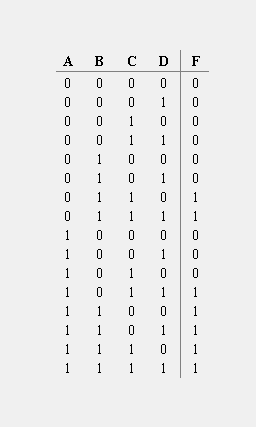 A B C D F
0 0 0 0 0
0 0 0 1 0
0 0 1 0 0
0 0 1 1 0
0 1 0 0 0
0 1 0 1 0
0 1 1 0 1
0 1 1 1 1
1 0 0 0 0
1 0 0 1 0
1 0 1 0 0
1 0 1 1 1
1 1 0 0 1
1 1 0 1 1
1 1 1 0 1
1 1 1 1 1